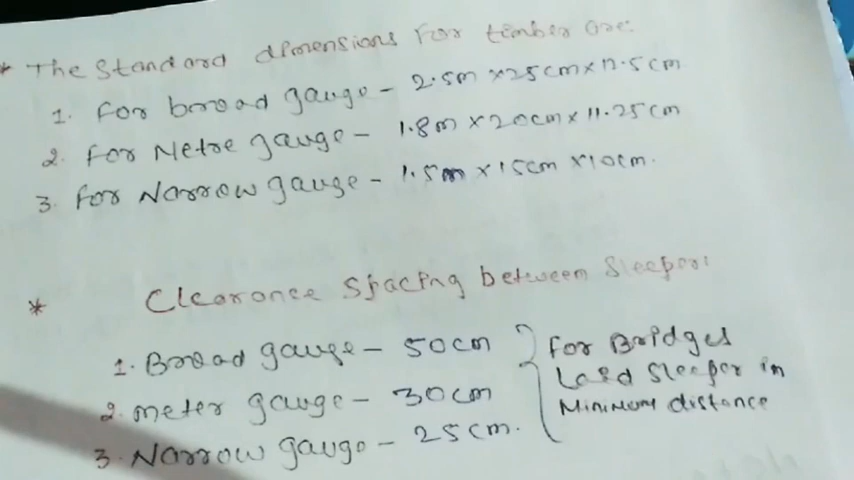 * The Standard dimensions For timber are:
1. For broad gauge - 2.5m x 25cm x 12.5cm
2. For Metre gauge - 1.8m x 20cm x 11.25cm
3. For Narrow gauge - 1.5m x 15cm x 10cm.
* Clearance Spacing between Sleeper:
1. Broad gauge - 50cm
2. meter gauge - 30cm
3. Narrow gauge - 25cm.
For Bridges
Laid Sleeper in
Minimum distance